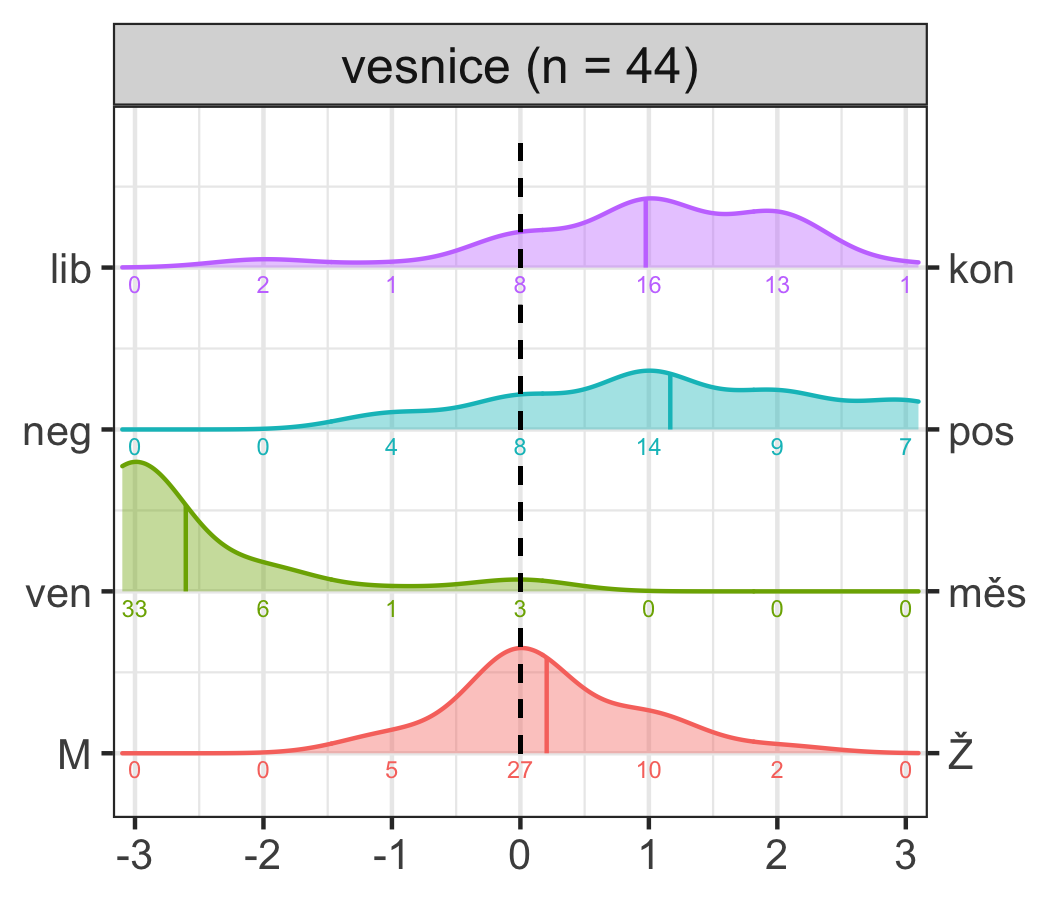 vesnice (n = 44)
lib kon
0 2 1 8 16 13 1
neg pos
0 0 4 8 14 9 7
ven měs
33 6 1 3 0 0 0
M Ž
0 0 5 27 10 2 0
-3 -2 -1 0 1 2 3